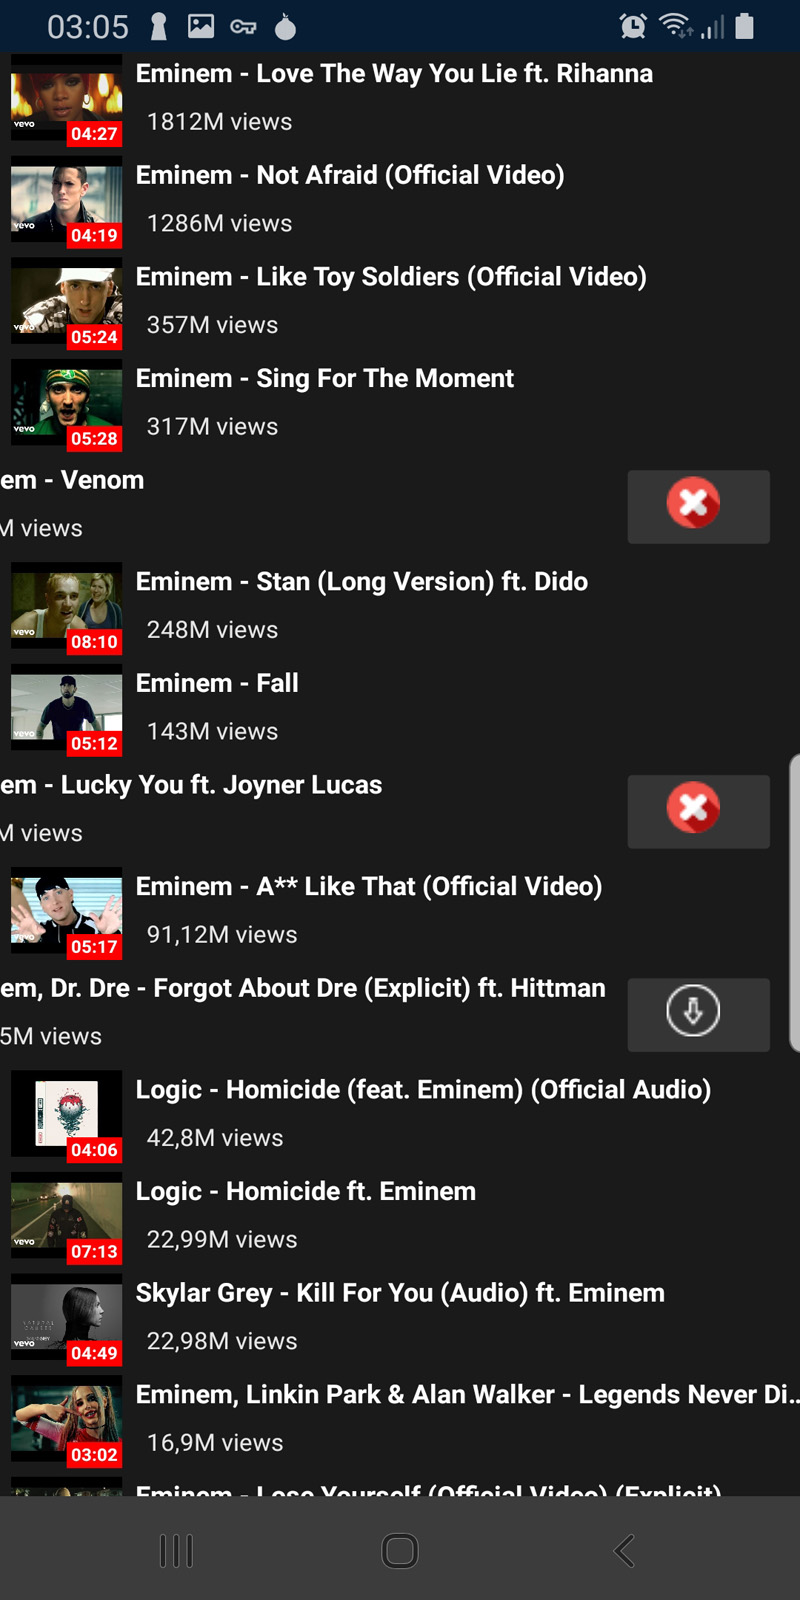 03:05
Eminem - Love The Way You Lie ft. Rihanna
1812M views
vevo
04:27
Eminem - Not Afraid (Official Video)
1286M views
vevo
04:19
Eminem - Like Toy Soldiers (Official Video)
357M views
vevo
05:24
Eminem - Sing For The Moment
317M views
vevo
05:28
em - Venom
M views
Eminem - Stan (Long Version) ft. Dido
248M views
vevo
08:10
Eminem - Fall
143M views
vevo
05:12
em - Lucky You ft. Joyner Lucas
M views
Eminem - A** Like That (Official Video)
91,12M views
vevo
05:17
em, Dr. Dre - Forgot About Dre (Explicit) ft. Hittman
5M views
Logic - Homicide (feat. Eminem) (Official Audio)
42,8M views
04:06
Logic - Homicide ft. Eminem
22,99M views
vevo
07:13
Skylar Grey - Kill For You (Audio) ft. Eminem
22,98M views
vevo
04:49
Eminem, Linkin Park & Alan Walker - Legends Never Di..
16,9M views
03:02
Eminem - Lose Yourself (Official Video) (Explicit)